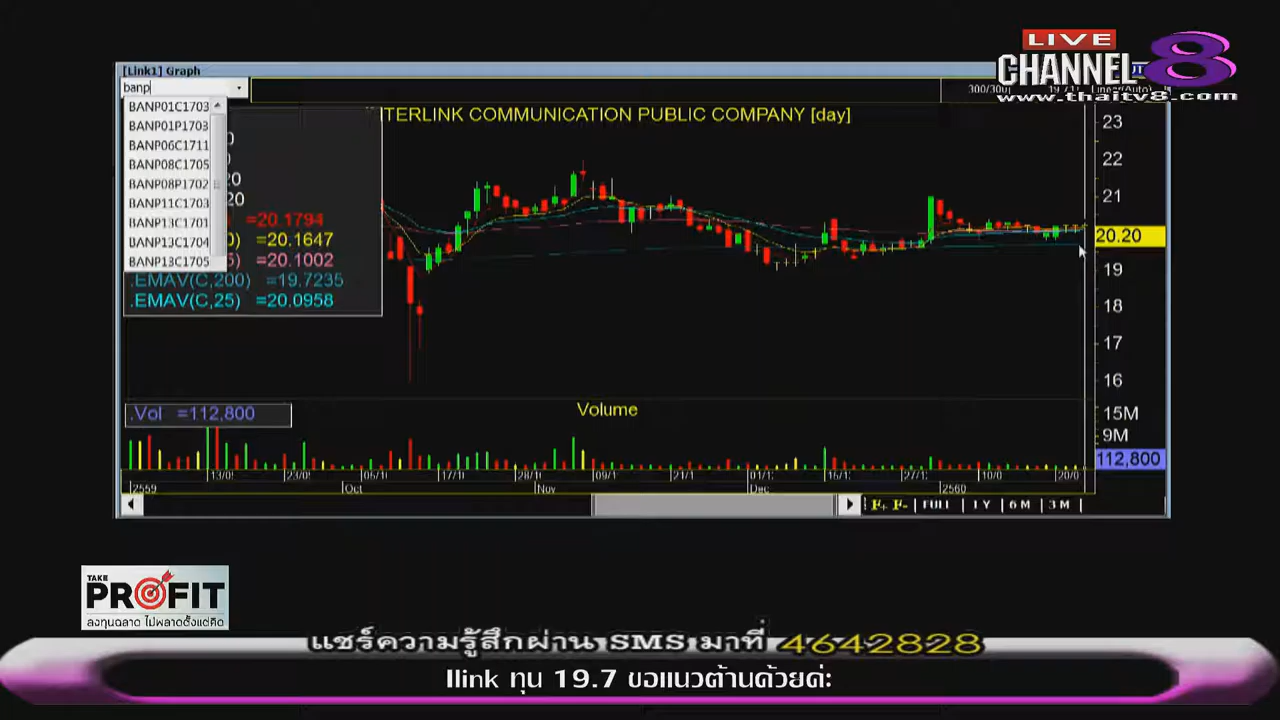 LIVE
CHANNEL 8
www.thaitv8.com
[Link1] Graph
banp
300/300
BANP01C1703
BANP01P1703
BANP06C1711
BANP08C1705
BANP08P1702
BANP11C1703
BANP13C1701
BANP13C1704
BANP13C1705
TERLINK COMMUNICATION PUBLIC COMPANY [day]
=20.1794
=20.1647
=20.1002
.EMAV(C,200) =19.7235
.EMAV(C,25) =20.0958
23
22
21
20.20
19
18
17
16
.Vol =112,800
Volume
15M
9M
112,800
2559 Oct Nov Dec 2560
F+ F- FULL 1 Y 6 M 3 M
TAKE
PROFIT
ลงทุนฉลาด ไม่พลาดตั้งแต่คิด
แชร์ความรู้สึกผ่าน SMS มาที่ 4642828
Ilink ทุน 19.7 ขอแนวต้านด้วยค่ะ